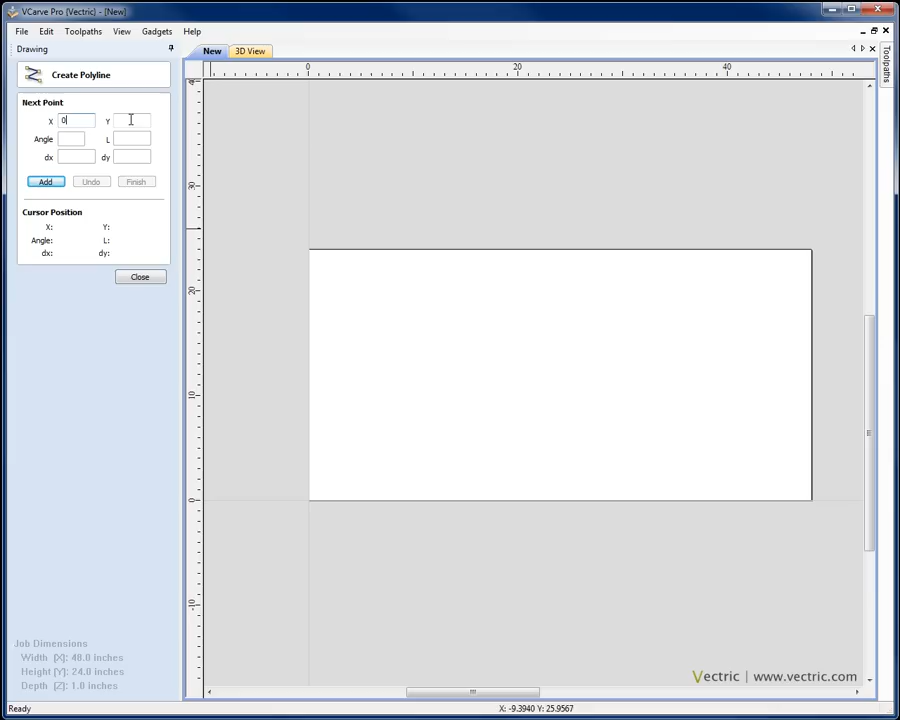 VCarve Pro {Vectric} - [New]
File Edit Toolpaths View Gadgets Help
Drawing
New 3D View
Toolpaths
Create Polyline
Next Point
X 0 Y
Angle L
dx dy
Add Undo Finish
Cursor Position
X: Y:
Angle: L:
dx: dy:
Close
0 20 40
30
20
10
0
-10
Job Dimensions
Width (X): 48.0 inches
Height (Y): 24.0 inches
Depth (Z): 1.0 inches
Vectric | www.vectric.com
Ready X: -9.3940 Y: 25.9567